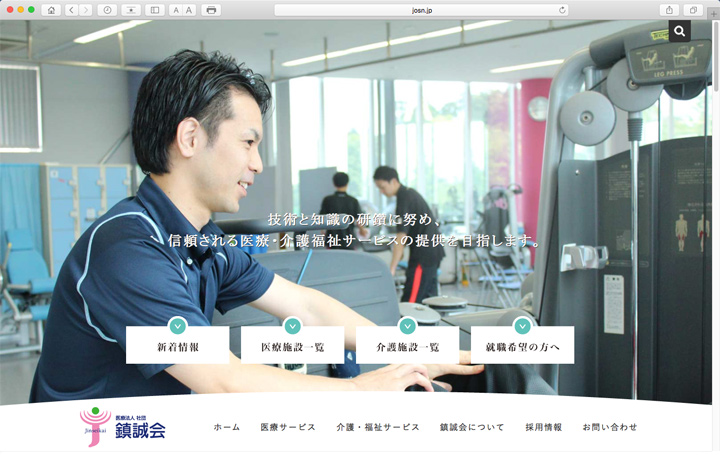 josn.jp
A A
LEG PRESS
技術と知識の研鑽に努め、
信頼される医療・介護福祉サービスの提供を目指します。
新着情報
医療施設一覧
介護施設一覧
就職希望の方へ
Jinseikai
医療法人 社団
鎮誠会
ホーム
医療サービス
介護・福祉サービス
鎮誠会について
採用情報
お問い合わせ